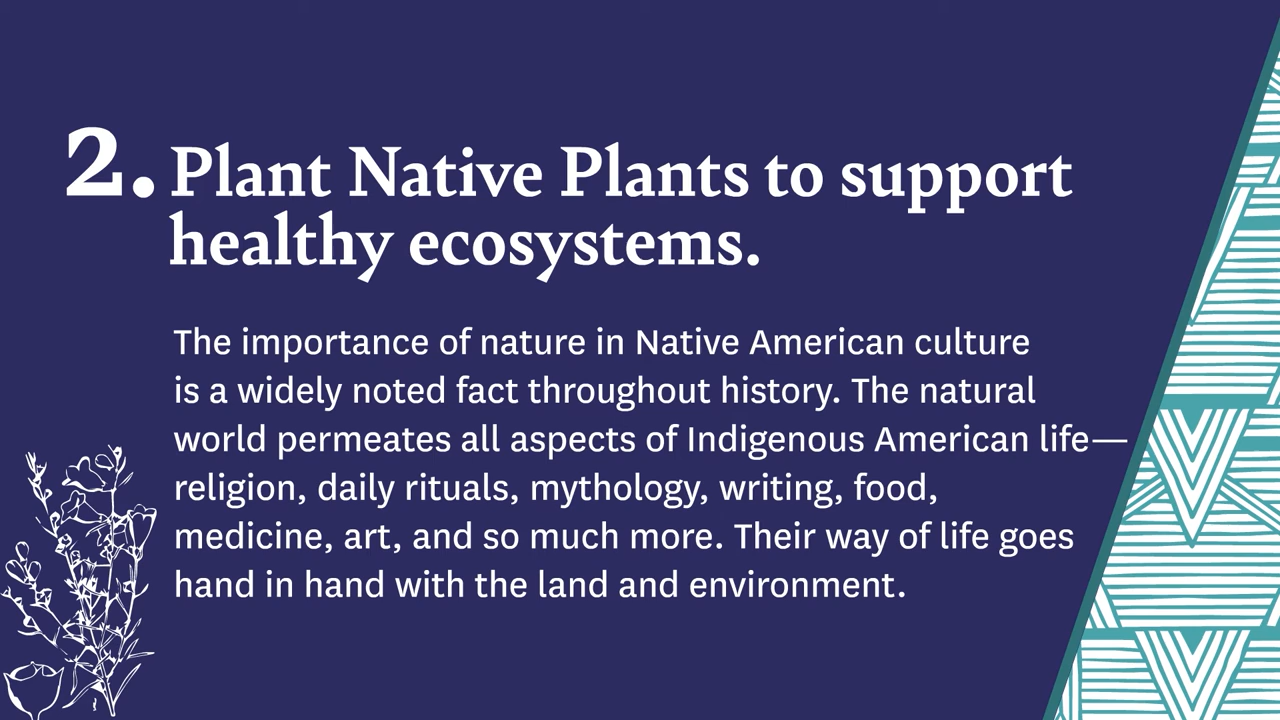 2. Plant Native Plants to support
healthy ecosystems.
The importance of nature in Native American culture
is a widely noted fact throughout history. The natural
world permeates all aspects of Indigenous American life—
religion, daily rituals, mythology, writing, food,
medicine, art, and so much more. Their way of life goes
hand in hand with the land and environment.